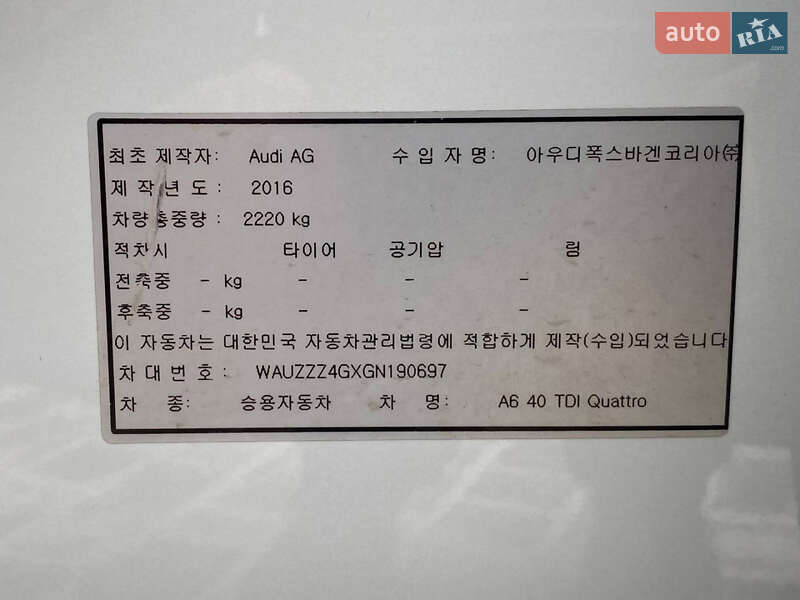 auto RIA .com
최초 제작자: Audi AG 수 입 자 명: 아우디폭스바겐코리아㈜
제 작 년 도 : 2016
차량총중량 : 2220 kg
적차시 타이어 공기압 림
전축중 - kg - - -
후축중 - kg - - -
이 자동차는 대한민국 자동차관리법령에 적합하게 제작(수입)되었습니다
차 대 번 호 : WAUZZZ4GXGN190697
차 종: 승용자동차 차 명: A6 40 TDI Quattro